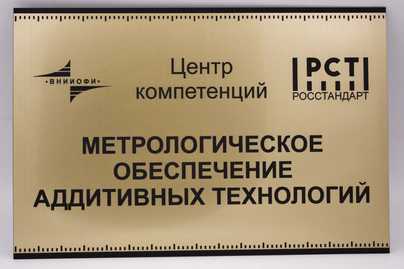 ·ВНИИОФИ·
Центр
компетенций
РСТ
РОССТАНДАРТ
МЕТРОЛОГИЧЕСКОЕ
ОБЕСПЕЧЕНИЕ
АДДИТИВНЫХ ТЕХНОЛОГИЙ